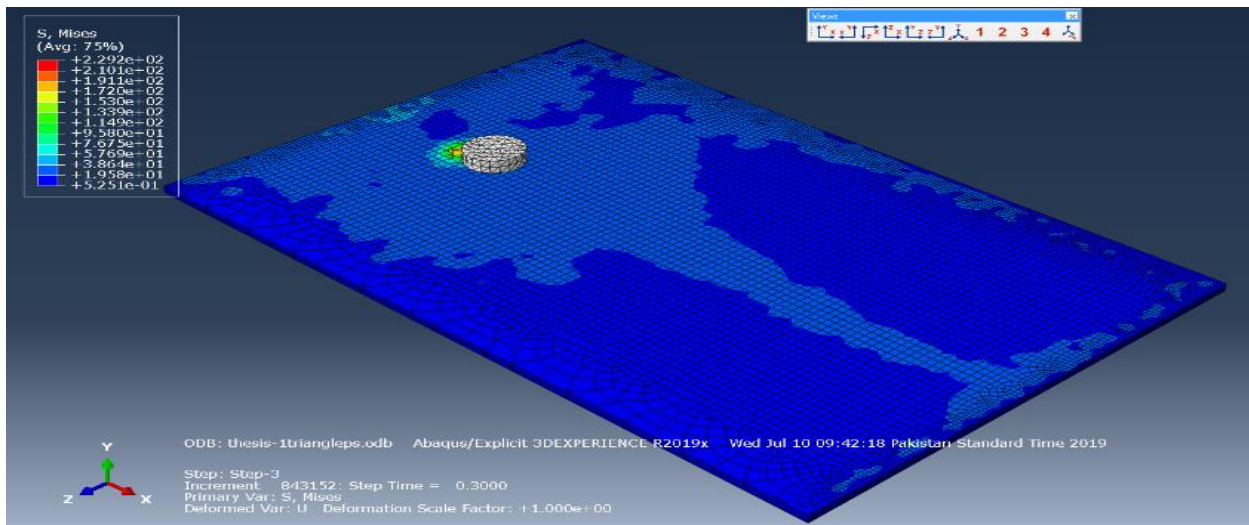 Views
S, Mises
(Avg: 75%)
+2.292e+02
+2.101e+02
+1.911e+02
+1.720e+02
+1.530e+02
+1.339e+02
+1.149e+02
+9.580e+01
+7.675e+01
+5.769e+01
+3.864e+01
+1.958e+01
+5.251e-01
1 2 3 4
ODB: thesis-1triangleps.odb Abaqus/Explicit 3DEXPERIENCE R2019x Wed Jul 10 09:42:18 Pakistan Standard Time 2019
Y
Z X
Step: Step-3
Increment 843152: Step Time = 0.3000
Primary Var: S, Mises
Deformed Var: U Deformation Scale Factor: +1.000e+00